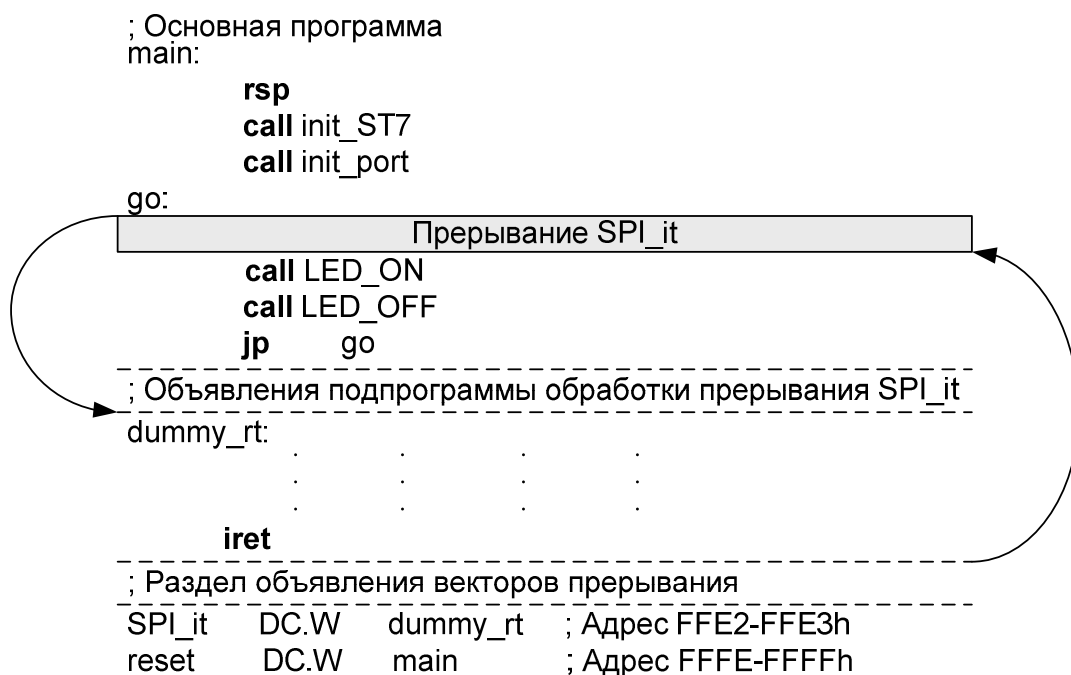 ; Основная программа
main:
rsp
call init_ST7
call init_port
go:
Прерывание SPI_it
call LED_ON
call LED_OFF
jp go
; Объявления подпрограммы обработки прерывания SPI_it
dummy_rt:
. . . .
. . . .
. . . .
iret
; Раздел объявления векторов прерывания
SPI_it DC.W dummy_rt ; Адрес FFE2-FFE3h
reset DC.W main ; Адрес FFFE-FFFFh